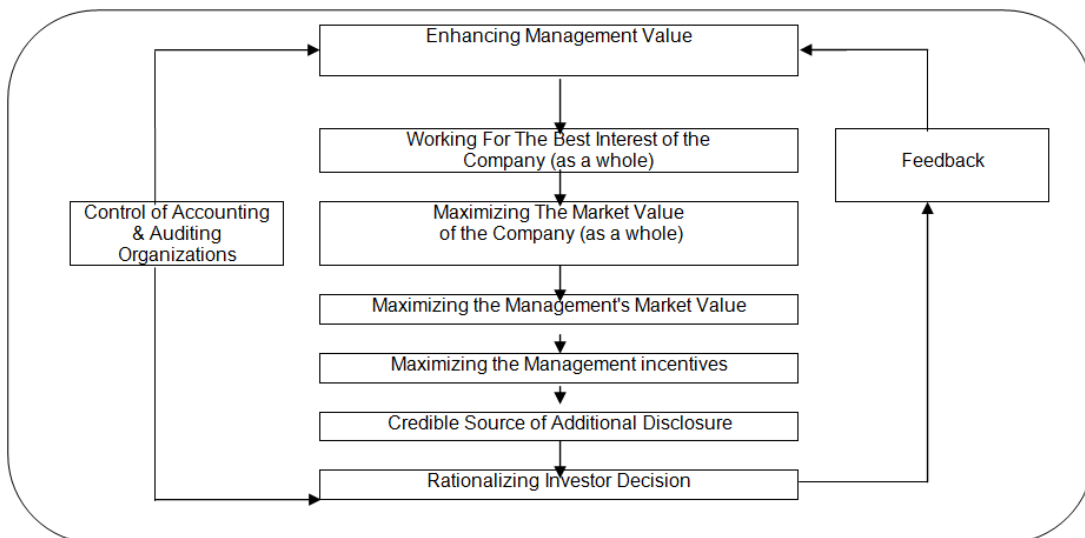 Enhancing Management Value
Working For The Best Interest of the
Company (as a whole)
Feedback
Control of Accounting
& Auditing
Organizations
Maximizing The Market Value
of the Company (as a whole)
Maximizing the Management's Market Value
Maximizing the Management incentives
Credible Source of Additional Disclosure
Rationalizing Investor Decision